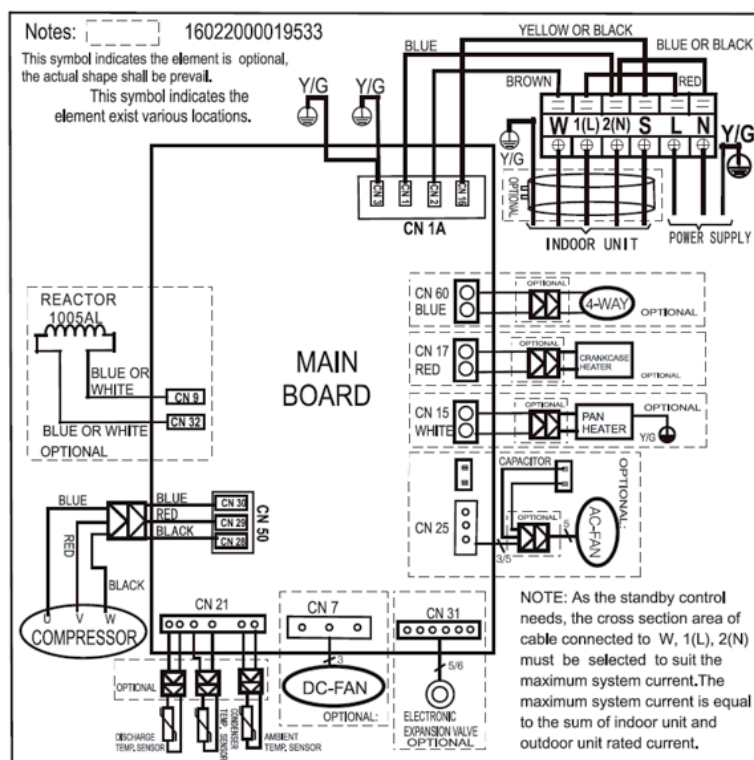 Notes: 16022000019533
This symbol indicates the element is optional,
the actual shape shall be prevail.
This symbol indicates the
element exist various locations.
YELLOW OR BLACK
BLUE
BLUE OR BLACK
BROWN
RED
Y/G
Y/G
W 1(L) 2(N) S L N
Y/G
Y/G
OPTIONAL
INDOOR UNIT
POWER SUPPLY
CN 3
CN 1
CN 2
CN 16
CN 1A
REACTOR
1005AL
BLUE OR
WHITE
CN 9
CN 32
BLUE OR WHITE
OPTIONAL
MAIN
BOARD
CN 60
BLUE
OPTIONAL
4-WAY
OPTIONAL
CN 17
RED
OPTIONAL
CRANKCASE
HEATER
OPTIONAL
CN 15
WHITE
OPTIONAL
PAN
HEATER
OPTIONAL
Y/G
CAPACITOR
OPTIONAL:
CN 25
OPTIONAL
5
AC-FAN
3/5
BLUE
BLUE
CN 30
RED
CN 29
BLACK
CN 28
CN 50
RED
BLACK
U V W
COMPRESSOR
CN 21
OPTIONAL
DISCHARGE
TEMP. SENSOR
CONDENSER
TEMP. SENSOR
AMBIENT
TEMP. SENSOR
CN 7
3
DC-FAN
OPTIONAL:
CN 31
5/6
ELECTRONIC
EXPANSION VALVE
OPTIONAL
NOTE: As the standby control
needs, the cross section area of
cable connected to W, 1(L), 2(N)
must be selected to suit the
maximum system current.The
maximum system current is equal
to the sum of indoor unit and
outdoor unit rated current.